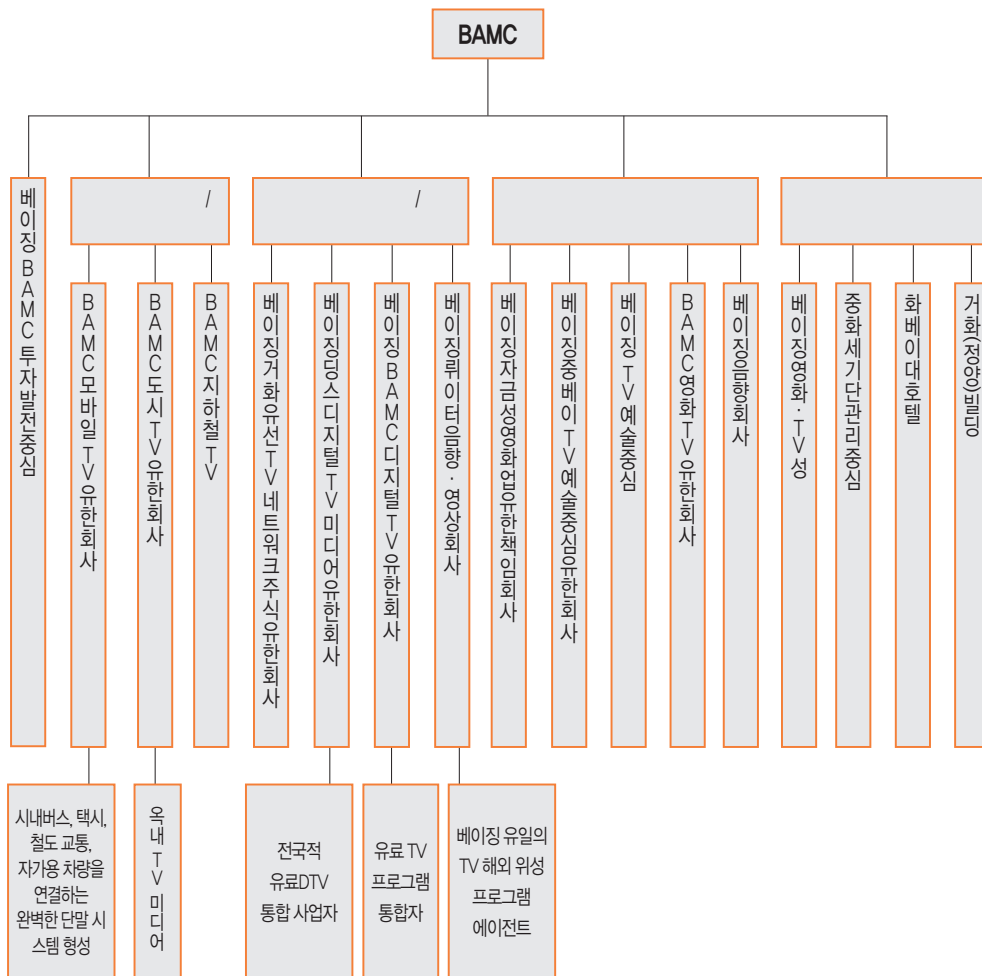 BAMC
베이징 BAMC 투자발전중심
/
/
BAMC모바일 TV유한회사
BAMC도시 TV유한회사
BAMC지하철 TV
베이징거화유선TV네트워크주식유한회사
베이징딩스디지털TV미디어유한회사
베이징BAMC디지털TV유한회사
베이징뤼이터음향·영상회사
베이징자금성영화업유한책임회사
베이징중베이TV예술중심유한회사
베이징 TV예술중심
BAMC영화TV유한회사
베이징음향회사
베이징영화·TV성
중화세기단관리중심
화베이대호텔
거화(정양)빌딩
시내버스, 택시,
철도 교통,
자가용 차량을
연결하는
완벽한 단말 시
스템 형성
옥내 TV 미디어
전국적
유료DTV
통합 사업자
유료 TV
프로그램
통합자
베이징 유일의
TV 해외 위성
프로그램
에이전트